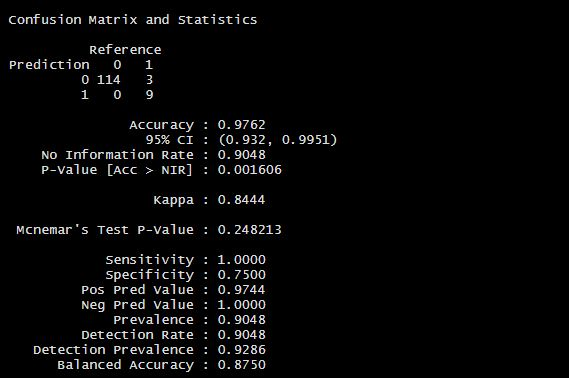 Confusion Matrix and Statistics
Reference
Prediction 0 1
0 114 3
1 0 9
Accuracy : 0.9762
95% CI : (0.932, 0.9951)
No Information Rate : 0.9048
P-Value [Acc > NIR] : 0.001606
Kappa : 0.8444
Mcnemar's Test P-Value : 0.248213
Sensitivity : 1.0000
Specificity : 0.7500
Pos Pred Value : 0.9744
Neg Pred Value : 1.0000
Prevalence : 0.9048
Detection Rate : 0.9048
Detection Prevalence : 0.9286
Balanced Accuracy : 0.8750